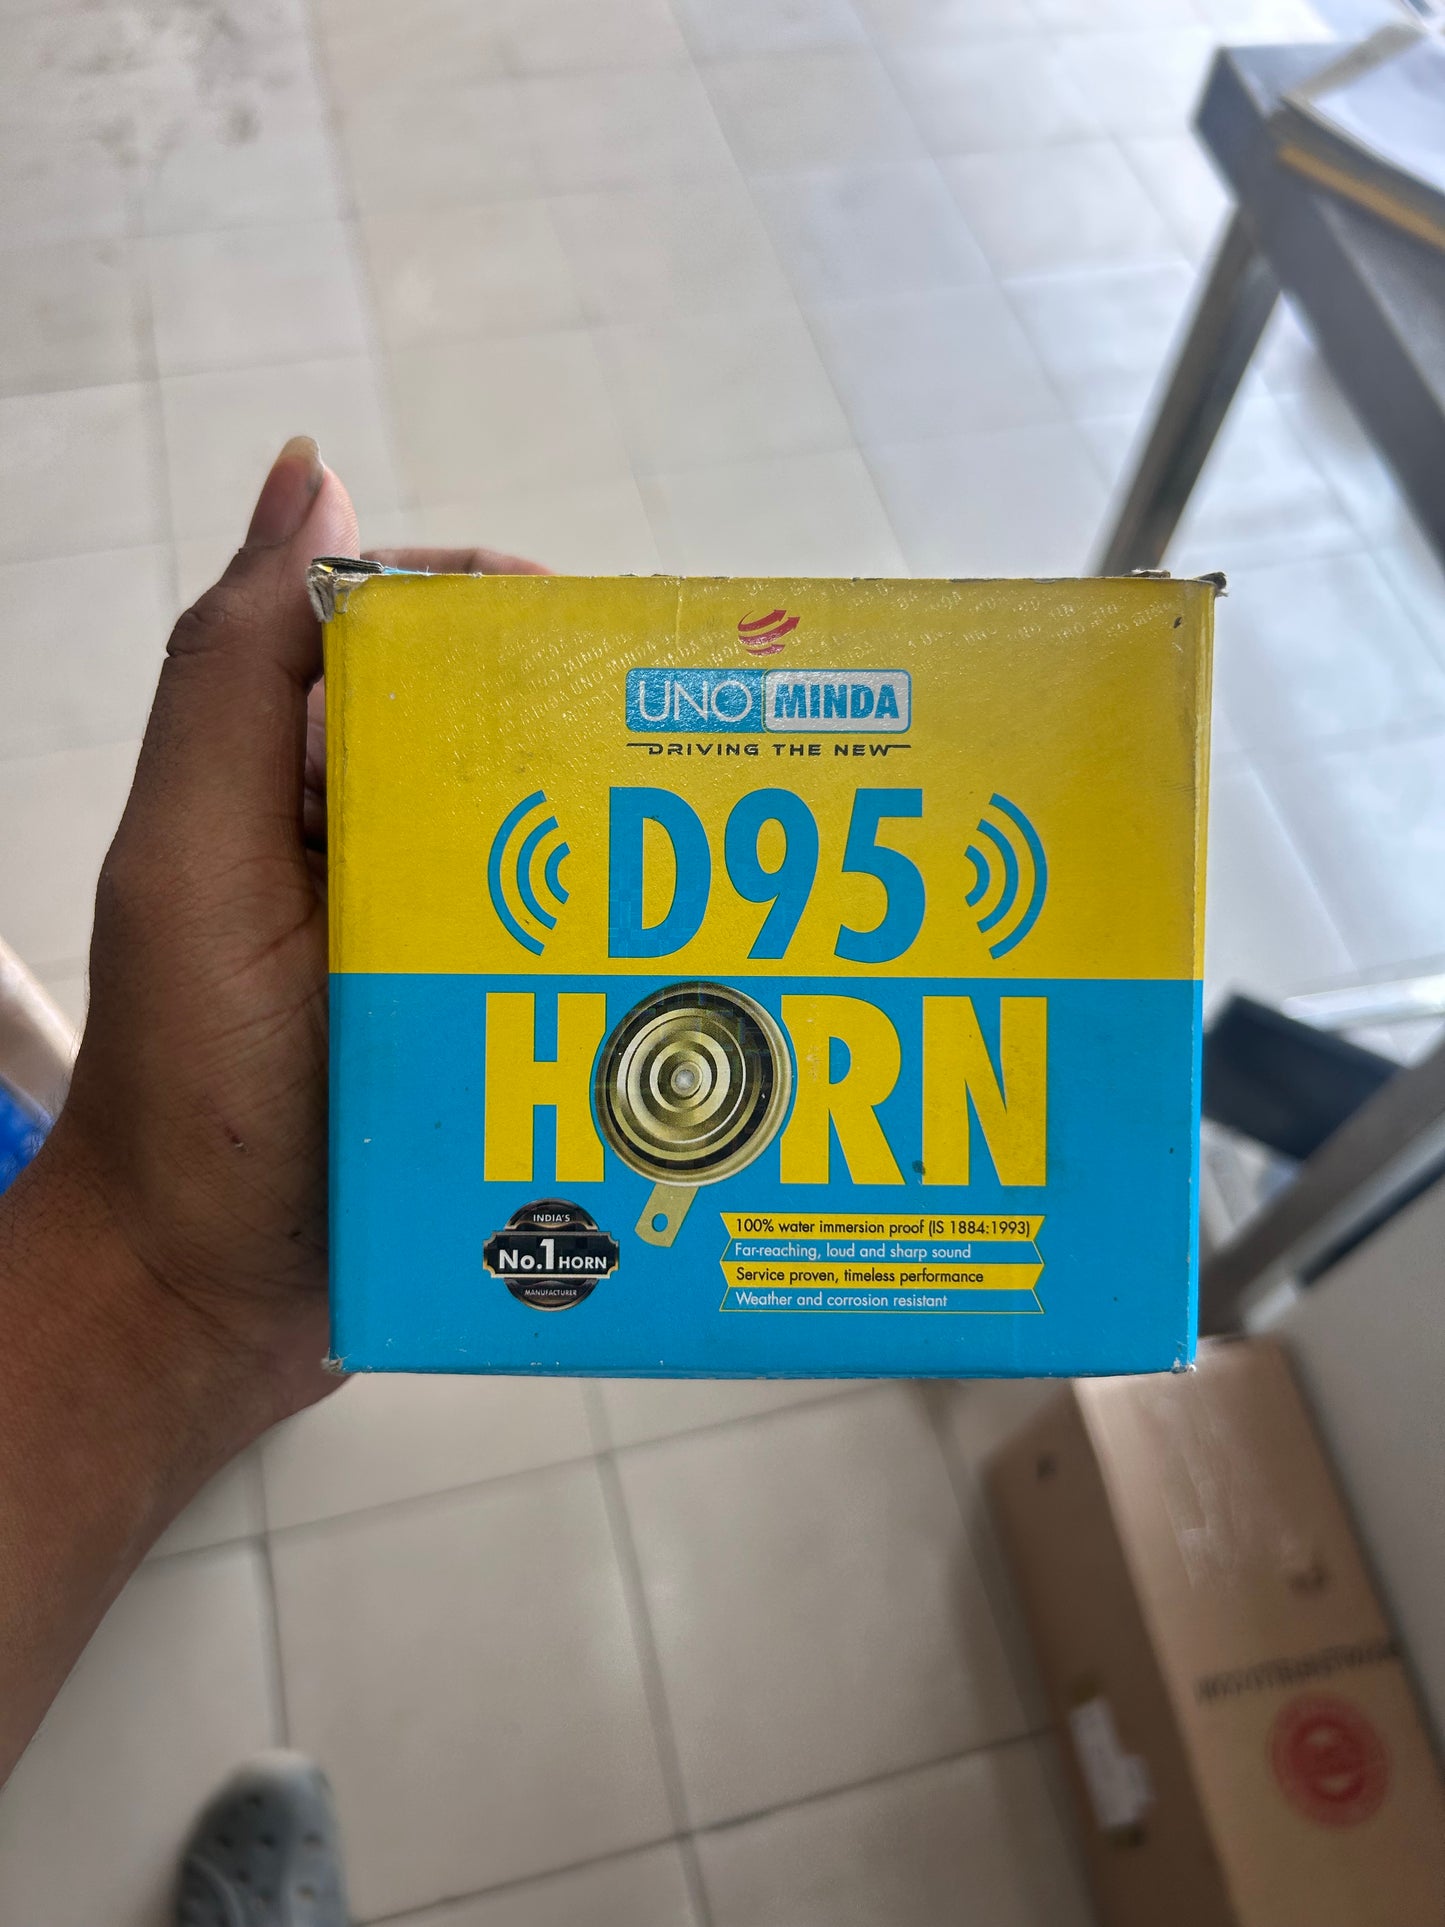 UNO MINDA
DRIVING THE NEW
D95
HORN
INDIA'S
No.1 HORN
MANUFACTURER
100% water immersion proof (IS 1884:1993)
Far-reaching, loud and sharp sound
Service proven, timeless performance
Weather and corrosion resistant